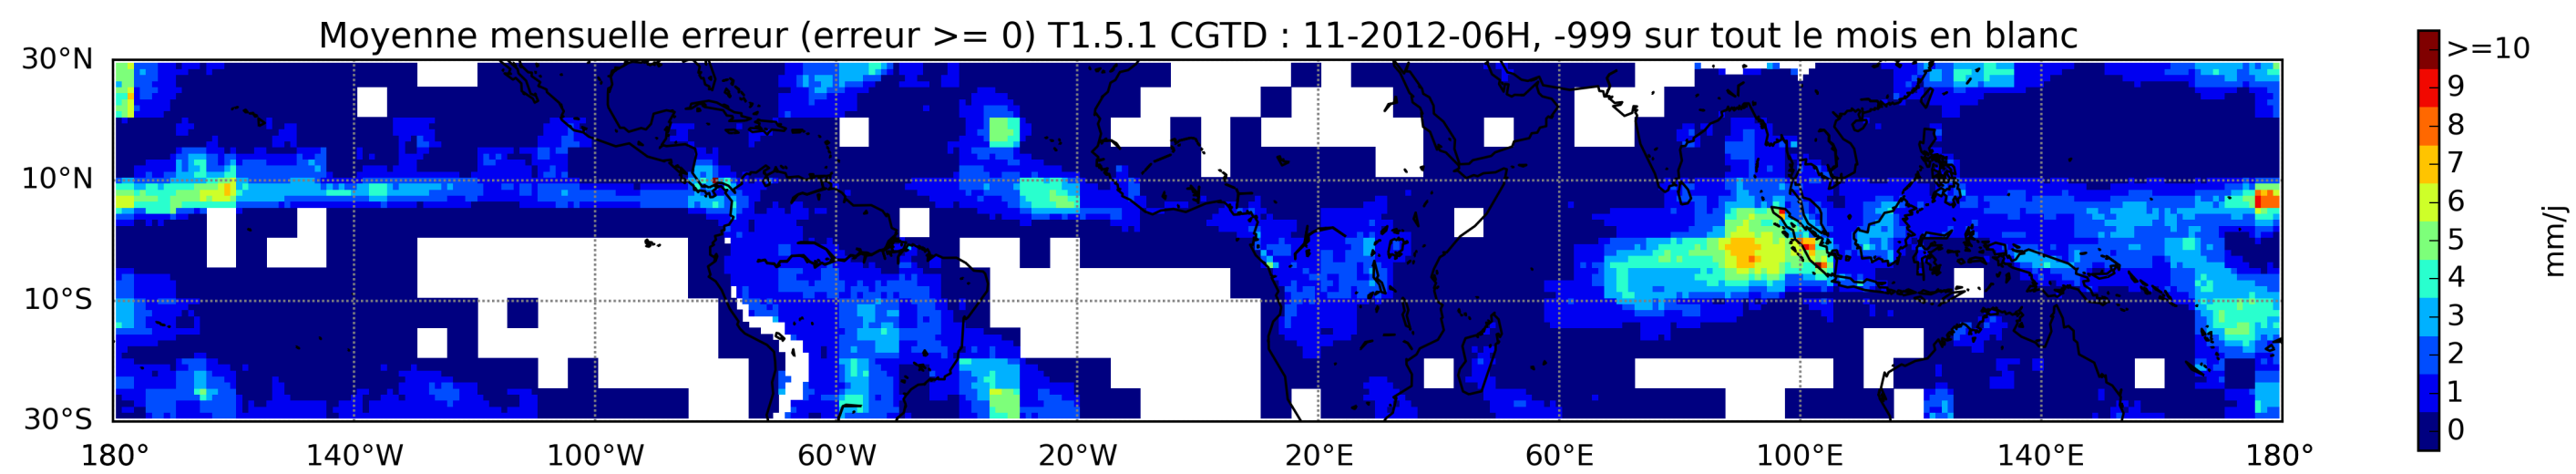 Moyenne mensuelle erreur (erreur >= 0) T1.5.1 CGTD : 11-2012-06H, -999 sur tout le mois en blanc
30°N
10°N
10°S
30°S
180° 140°W 100°W 60°W 20°W 20°E 60°E 100°E 140°E 180°
>=10
9
8
7
6
5
4
3
2
1
0
mm/j